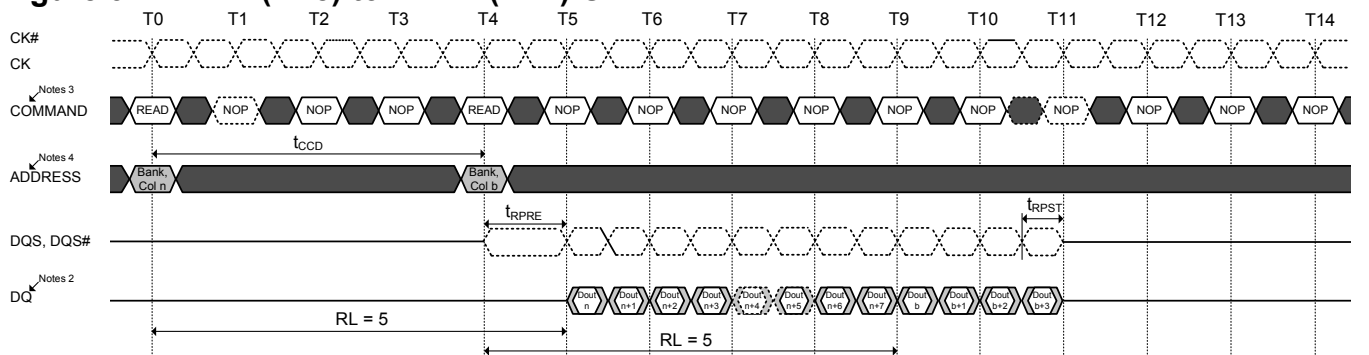 T0 T1 T2 T3 T4 T5 T6 T7 T8 T9 T10 T11 T12 T13 T14
CK#
CK
Notes 3
COMMAND
READ NOP NOP NOP READ NOP NOP NOP NOP NOP NOP NOP NOP NOP NOP
tCCD
Notes 4
ADDRESS
Bank, Col n
Bank, Col b
tRPRE
tRPST
DQS, DQS#
Notes 2
DQ
Dout n Dout n+1 Dout n+2 Dout n+3 Dout n+4 Dout n+5 Dout n+6 Dout n+7 Dout b Dout b+1 Dout b+2 Dout b+3
RL = 5
RL = 5